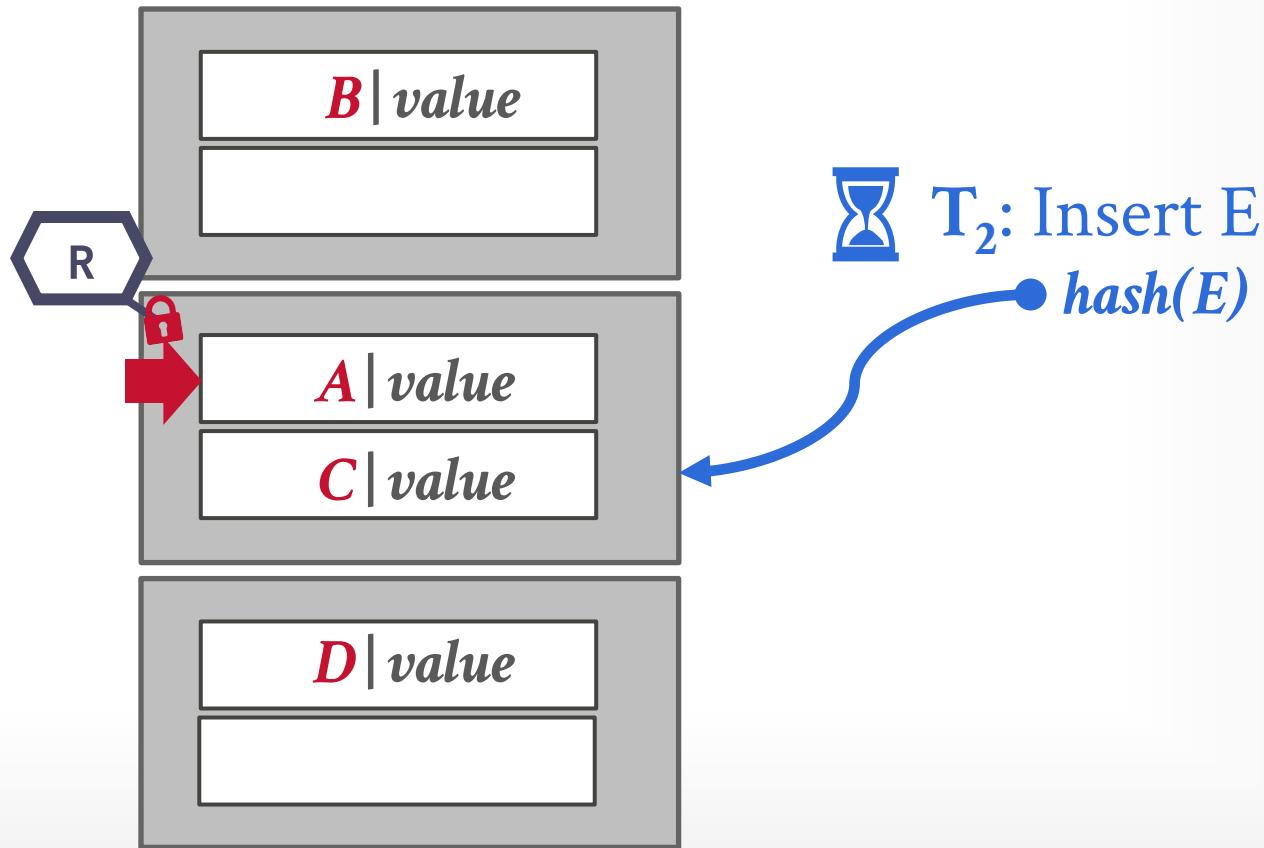 B|value
R
T₂: Insert E
hash(E)
A|value
C|value
D|value